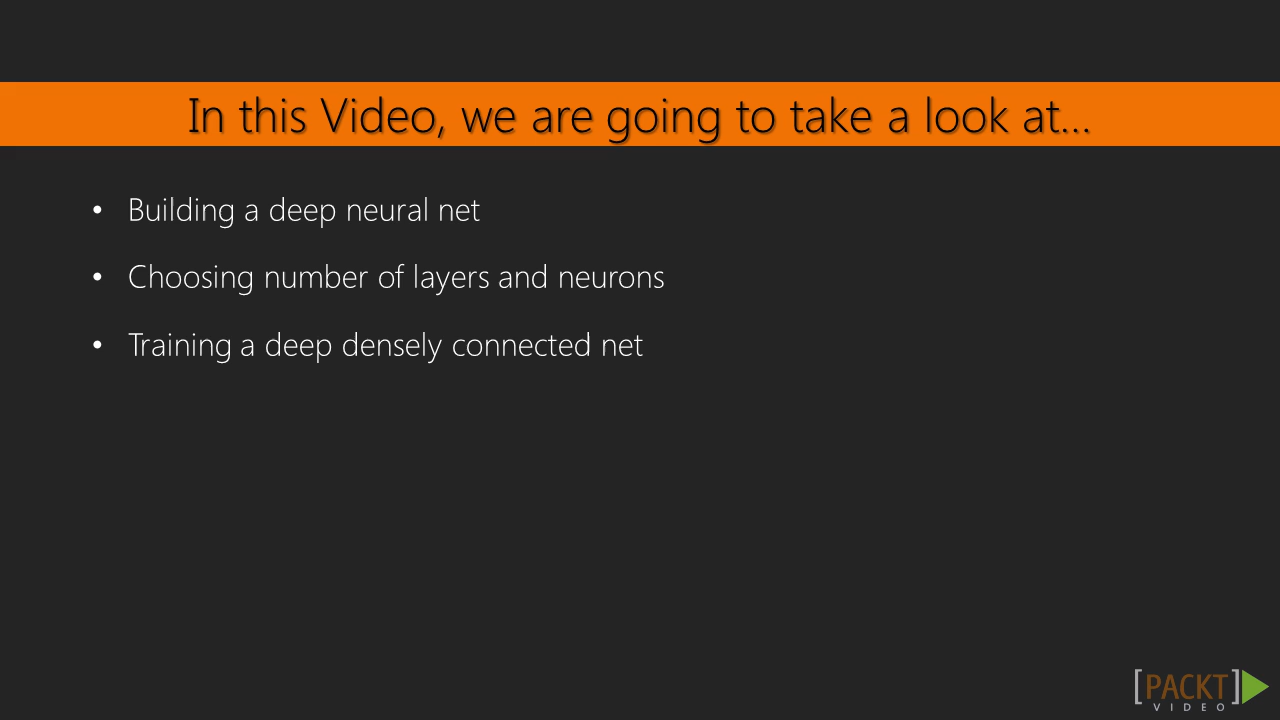 In this Video, we are going to take a look at...
• Building a deep neural net
• Choosing number of layers and neurons
• Training a deep densely connected net
[PACKT]
VIDEO